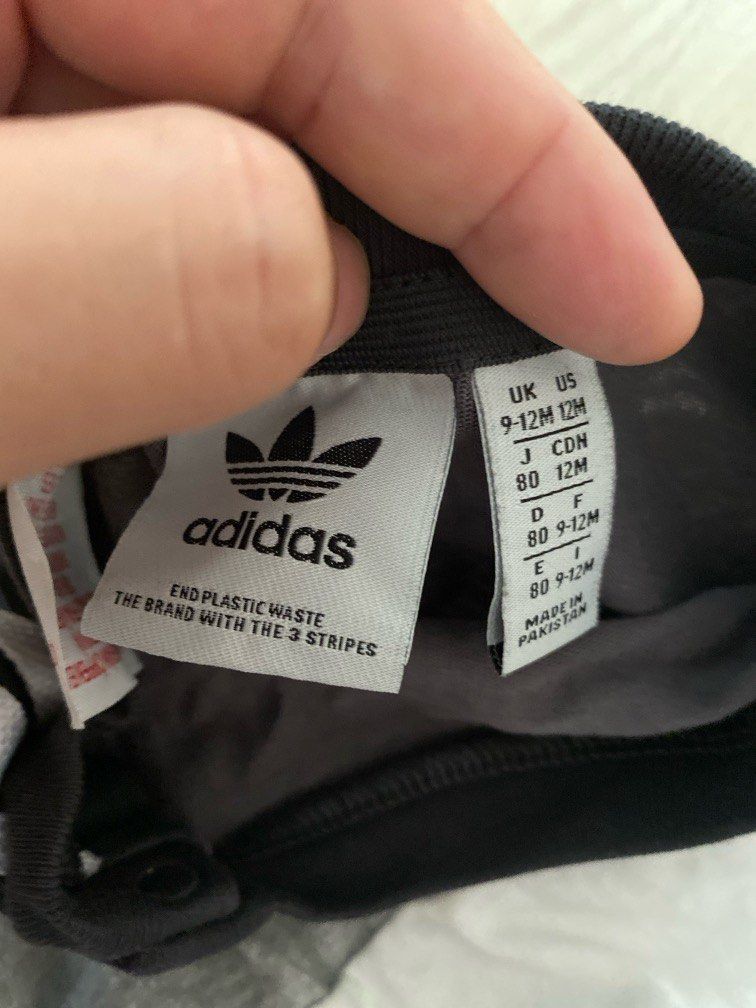 adidas
END PLASTIC WASTE
THE BRAND WITH THE 3 STRIPES
UK US
9-12M 12M
J CDN
80 12M
D F
80 9-12M
E I
80 9-12M
MADE IN
PAKISTAN